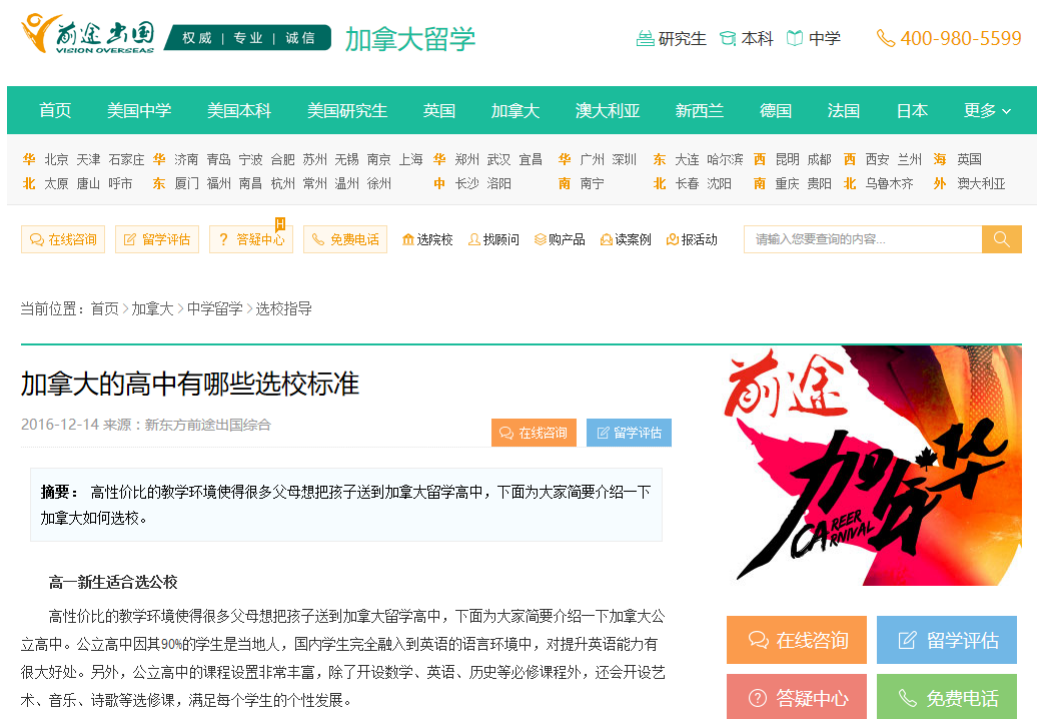 前途出国
VISION OVERSEAS
权威 | 专业 | 诚信
加拿大留学
研究生 本科 中学 400-980-5599
首页 美国中学 美国本科 美国研究生 英国 加拿大 澳大利亚 新西兰 德国 法国 日本 更多
华 北京 天津 石家庄 华 济南 青岛 宁波 合肥 苏州 无锡 南京 上海 华 郑州 武汉 宜昌 华 广州 深圳 东 大连 哈尔滨 西 昆明 成都 西 西安 兰州 海 英国
北 太原 唐山 呼市 东 厦门 福州 南昌 杭州 常州 温州 徐州 中 长沙 洛阳 南 南宁 北 长春 沈阳 南 重庆 贵阳 北 乌鲁木齐 外 澳大利亚
H
在线咨询 留学评估 ? 答疑中心 免费电话 选院校 找顾问 购产品 读案例 报活动 请输入您要查询的内容...
当前位置：首页>加拿大>中学留学>选校指导
加拿大的高中有哪些选校标准
2016-12-14 来源：新东方前途出国综合
在线咨询 留学评估
摘要： 高性价比的教学环境使得很多父母想把孩子送到加拿大留学高中，下面为大家简要介绍一下
加拿大如何选校。
高一新生适合选公校
高性价比的教学环境使得很多父母想把孩子送到加拿大留学高中，下面为大家简要介绍一下加拿大公
立高中。公立高中因其90%的学生是当地人，国内学生完全融入到英语的语言环境中，对提升英语能力有
很大好处。另外，公立高中的课程设置非常丰富，除了开设数学、英语、历史等必修课程外，还会开设艺
术、音乐、诗歌等选修课，满足每个学生的个性发展。
前途
加年华
CAREER
CARNIVAL
在线咨询 留学评估
答疑中心 免费电话